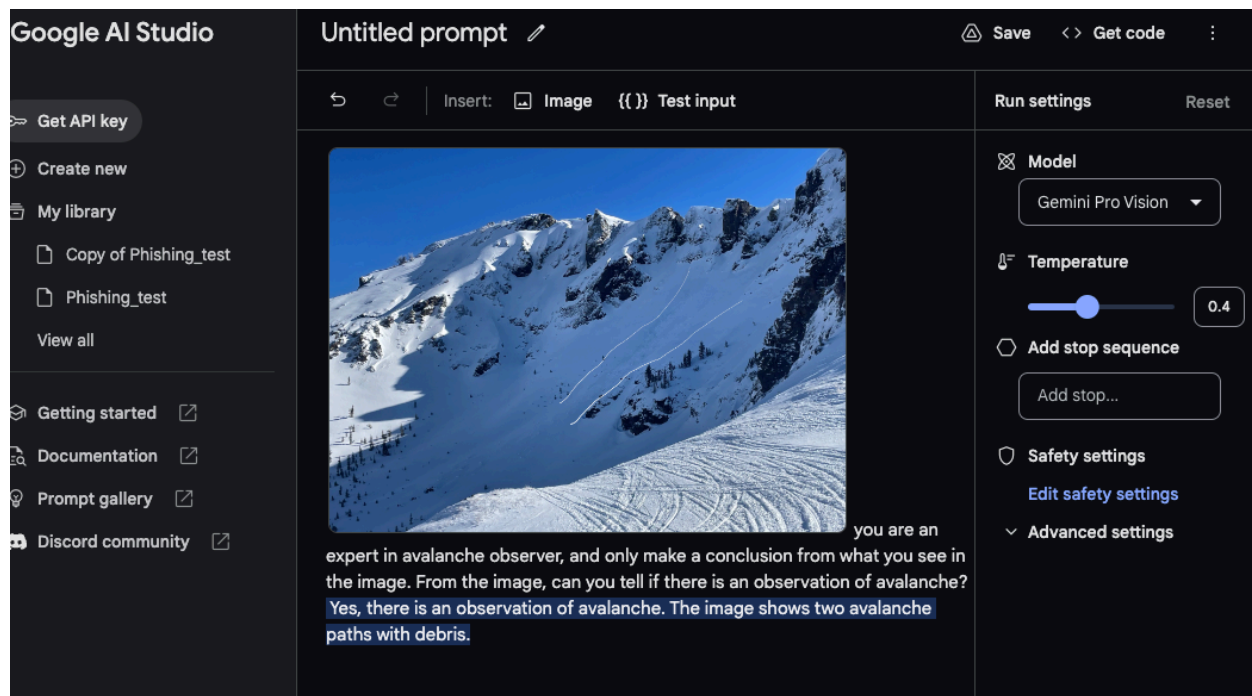 Google AI Studio
Untitled prompt
Save
<> Get code
Insert:
Image
{{ }} Test input
Run settings
Reset
Get API key
Create new
My library
Copy of Phishing_test
Phishing_test
View all
Getting started
Documentation
Prompt gallery
Discord community
Model
Gemini Pro Vision
Temperature
0.4
Add stop sequence
Add stop...
Safety settings
Edit safety settings
Advanced settings
you are an
expert in avalanche observer, and only make a conclusion from what you see in
the image. From the image, can you tell if there is an observation of avalanche?
Yes, there is an observation of avalanche. The image shows two avalanche
paths with debris.